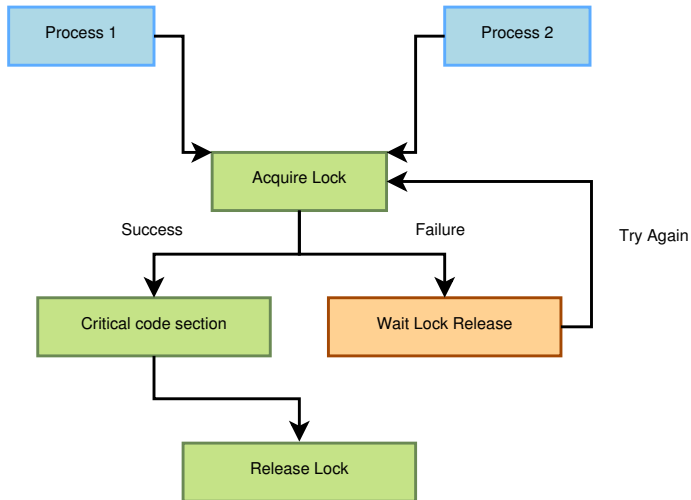 Process 1
Process 2
Acquire Lock
Success
Failure
Try Again
Critical code section
Wait Lock Release
Release Lock